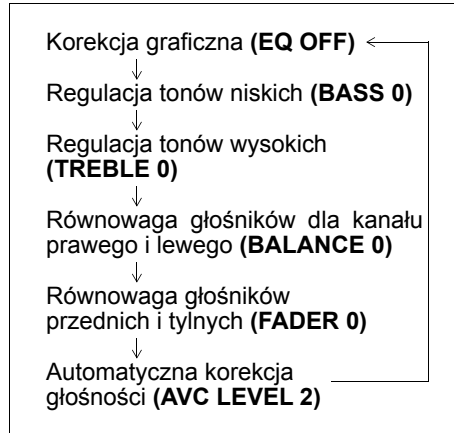 Korekcja graficzna (EQ OFF)
Regulacja tonów niskich (BASS 0)
Regulacja tonów wysokich
(TREBLE 0)
Równowaga głośników dla kanału
prawego i lewego (BALANCE 0)
Równowaga głośników
przednich i tylnych (FADER 0)
Automatyczna korekcja
głośności (AVC LEVEL 2)